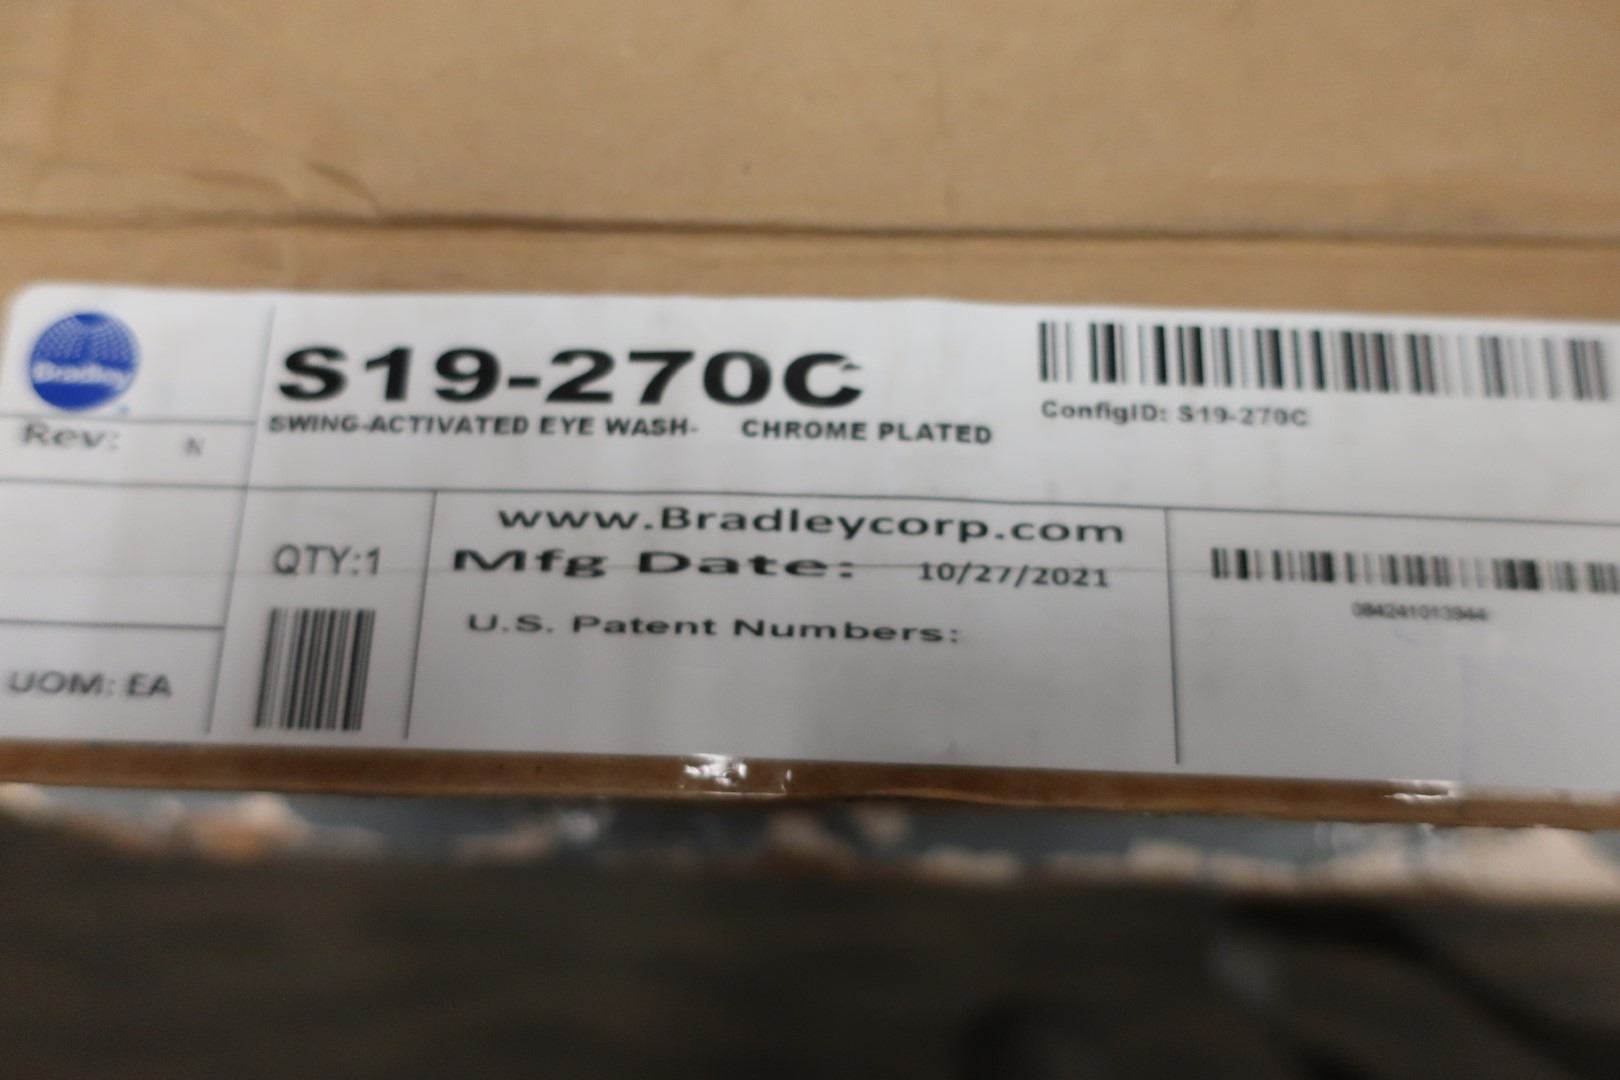 Bradley
S19-270C
SWING-ACTIVATED EYE WASH- CHROME PLATED
ConfigID: S19-270C
Rev: N
www.Bradleycorp.com
QTY:1
Mfg Date: 10/27/2021
U.S. Patent Numbers:
084241013944
UOM: EA